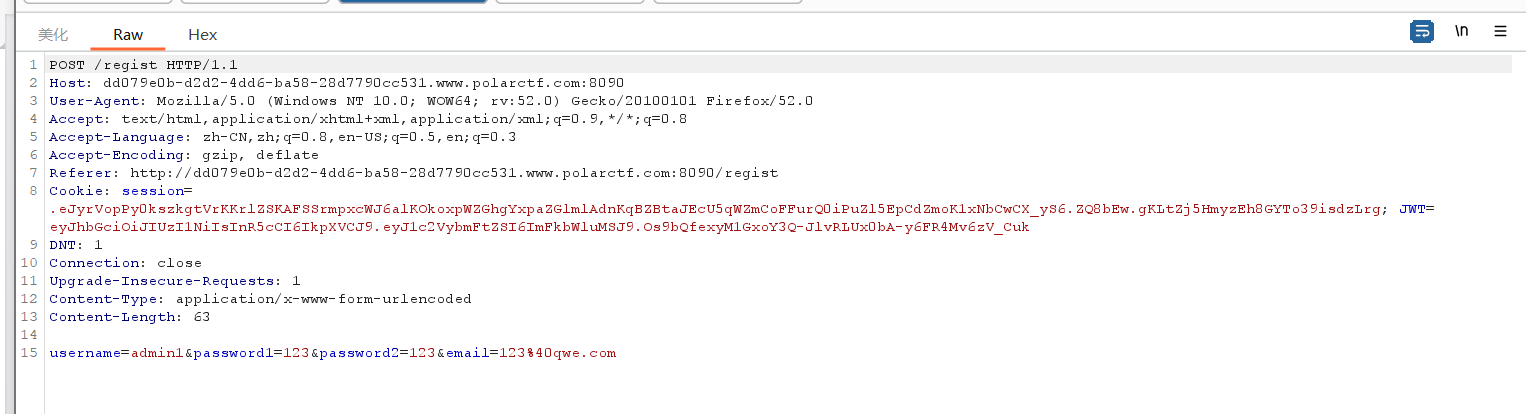 美化 Raw Hex \n
1 POST /regist HTTP/1.1
2 Host: dd079e0b-d2d2-4dd6-ba58-28d7790cc531.www.polarctf.com:8090
3 User-Agent: Mozilla/5.0 (Windows NT 10.0; WOW64; rv:52.0) Gecko/20100101 Firefox/52.0
4 Accept: text/html,application/xhtml+xml,application/xml;q=0.9,*/*;q=0.8
5 Accept-Language: zh-CN,zh;q=0.8,en-US;q=0.5,en;q=0.3
6 Accept-Encoding: gzip, deflate
7 Referer: http://dd079e0b-d2d2-4dd6-ba58-28d7790cc531.www.polarctf.com:8090/regist
8 Cookie: session=
.eJyrVopPy0kszkgtVrKKrlZSKAFSSrmpxcWJ6alKOkoxpWZGhgYxpaZGlmlAdnKqBZBtaJEcU5qWZmCoFFurQ0iPuZl5EpCdZmoKlxNbCwCX_yS6.ZQ8bEw.gKLtZj5HmyzEh8GYTo39isdzLrg; JWT=
eyJhbGciOiJIUzI1NiIsInR5cCI6IkpXVCJ9.eyJ1c2VybmFtZSI6ImFkbWluMSJ9.Os9bQfexyM1GxoY3Q-JlvRLUx0bA-y6FR4Mv6zV_Cuk
9 DNT: 1
10 Connection: close
11 Upgrade-Insecure-Requests: 1
12 Content-Type: application/x-www-form-urlencoded
13 Content-Length: 63
14
15 username=admin1&password1=123&password2=123&email=123%40qwe.com